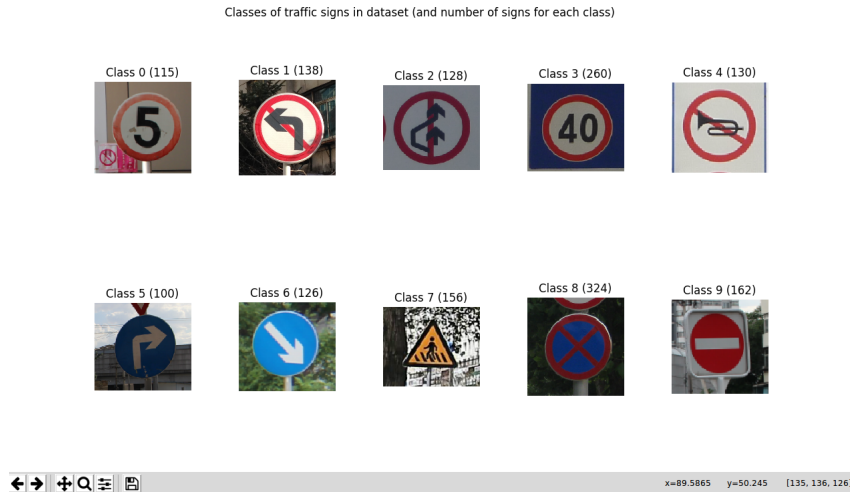 Classes of traffic signs in dataset (and number of signs for each class)
Class 0 (115)
Class 1 (138)
Class 2 (128)
Class 3 (260)
Class 4 (130)
5
40
Class 5 (100)
Class 6 (126)
Class 7 (156)
Class 8 (324)
Class 9 (162)
x=89.5865 y=50.245 [135, 136, 126